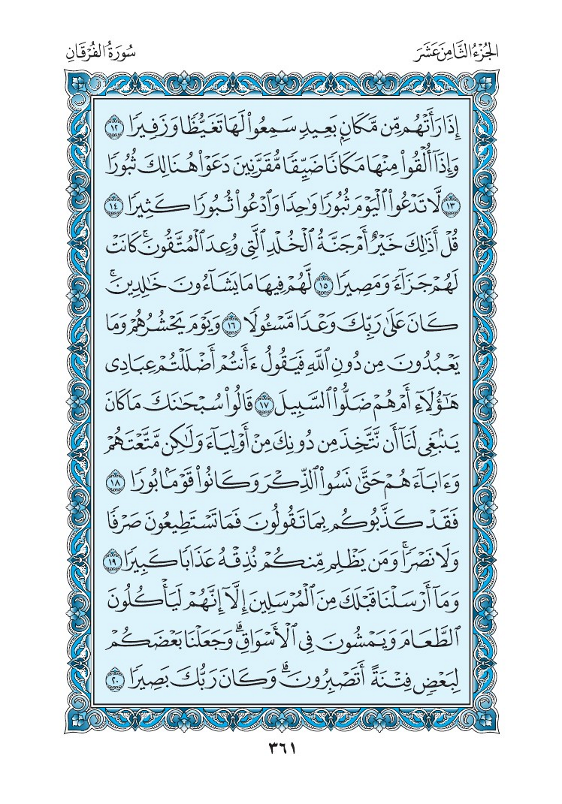 الجُزْءُ الثَّامِنَ عَشَرَ
سُورَةُ الفُرْقَانِ
إِذَا رَأَتْهُم مِّن مَّكَانِۭ بَعِيدٖ سَمِعُواْ لَهَا تَغَيُّظٗا وَزَفِيرٗا ١٢
وَإِذَآ أُلۡقُواْ مِنۡهَا مَكَانٗا ضَيِّقٗا مُّقَرَّنِينَ دَعَوۡاْ هُنَالِكَ ثُبُورٗا
١٣ لَّا تَدۡعُواْ ٱلۡيَوۡمَ ثُبُورٗا وَٰحِدٗا وَٱدۡعُواْ ثُبُورٗا كَثِيرٗا ١٤
قُلۡ أَذَٰلِكَ خَيۡرٌ أَمۡ جَنَّةُ ٱلۡخُلۡدِ ٱلَّتِي وُعِدَ ٱلۡمُتَّقُونَۚ كَانَتۡ
لَهُمۡ جَزَآءٗ وَمَصِيرٗا ١٥ لَّهُمۡ فِيهَا مَا يَشَآءُونَ خَٰلِدِينَۚ
كَانَ عَلَىٰ رَبِّكَ وَعۡدٗا مَّسۡـُٔولٗا ١٦ وَيَوۡمَ يَحۡشُرُهُمۡ وَمَا
يَعۡبُدُونَ مِن دُونِ ٱللَّهِ فَيَقُولُ ءَأَنتُمۡ أَضۡلَلۡتُمۡ عِبَادِي
هَٰٓؤُلَآءِ أَمۡ هُمۡ ضَلُّواْ ٱلسَّبِيلَ ١٧ قَالُواْ سُبۡحَٰنَكَ مَا كَانَ
يَنۢبَغِي لَنَآ أَن نَّتَّخِذَ مِن دُونِكَ مِنۡ أَوۡلِيَآءَ وَلَٰكِن مَّتَّعۡتَهُمۡ
وَءَابَآءَهُمۡ حَتَّىٰ نَسُواْ ٱلذِّكۡرَ وَكَانُواْ قَوۡمَۢا بُورٗا ١٨
فَقَدۡ كَذَّبُوكُم بِمَا تَقُولُونَ فَمَا تَسۡتَطِيعُونَ صَرۡفٗا
وَلَا نَصۡرٗاۚ وَمَن يَظۡلِم مِّنكُمۡ نُذِقۡهُ عَذَابٗا كَبِيرٗا ١٩
وَمَآ أَرۡسَلۡنَا قَبۡلَكَ مِنَ ٱلۡمُرۡسَلِينَ إِلَّآ إِنَّهُمۡ لَيَأۡكُلُونَ
ٱلطَّعَامَ وَيَمۡشُونَ فِي ٱلۡأَسۡوَاقِۗ وَجَعَلۡنَا بَعۡضَكُمۡ
لِبَعۡضٖ فِتۡنَةً أَتَصۡبِرُونَۗ وَكَانَ رَبُّكَ بَصِيرٗا ٢٠
٣٦١